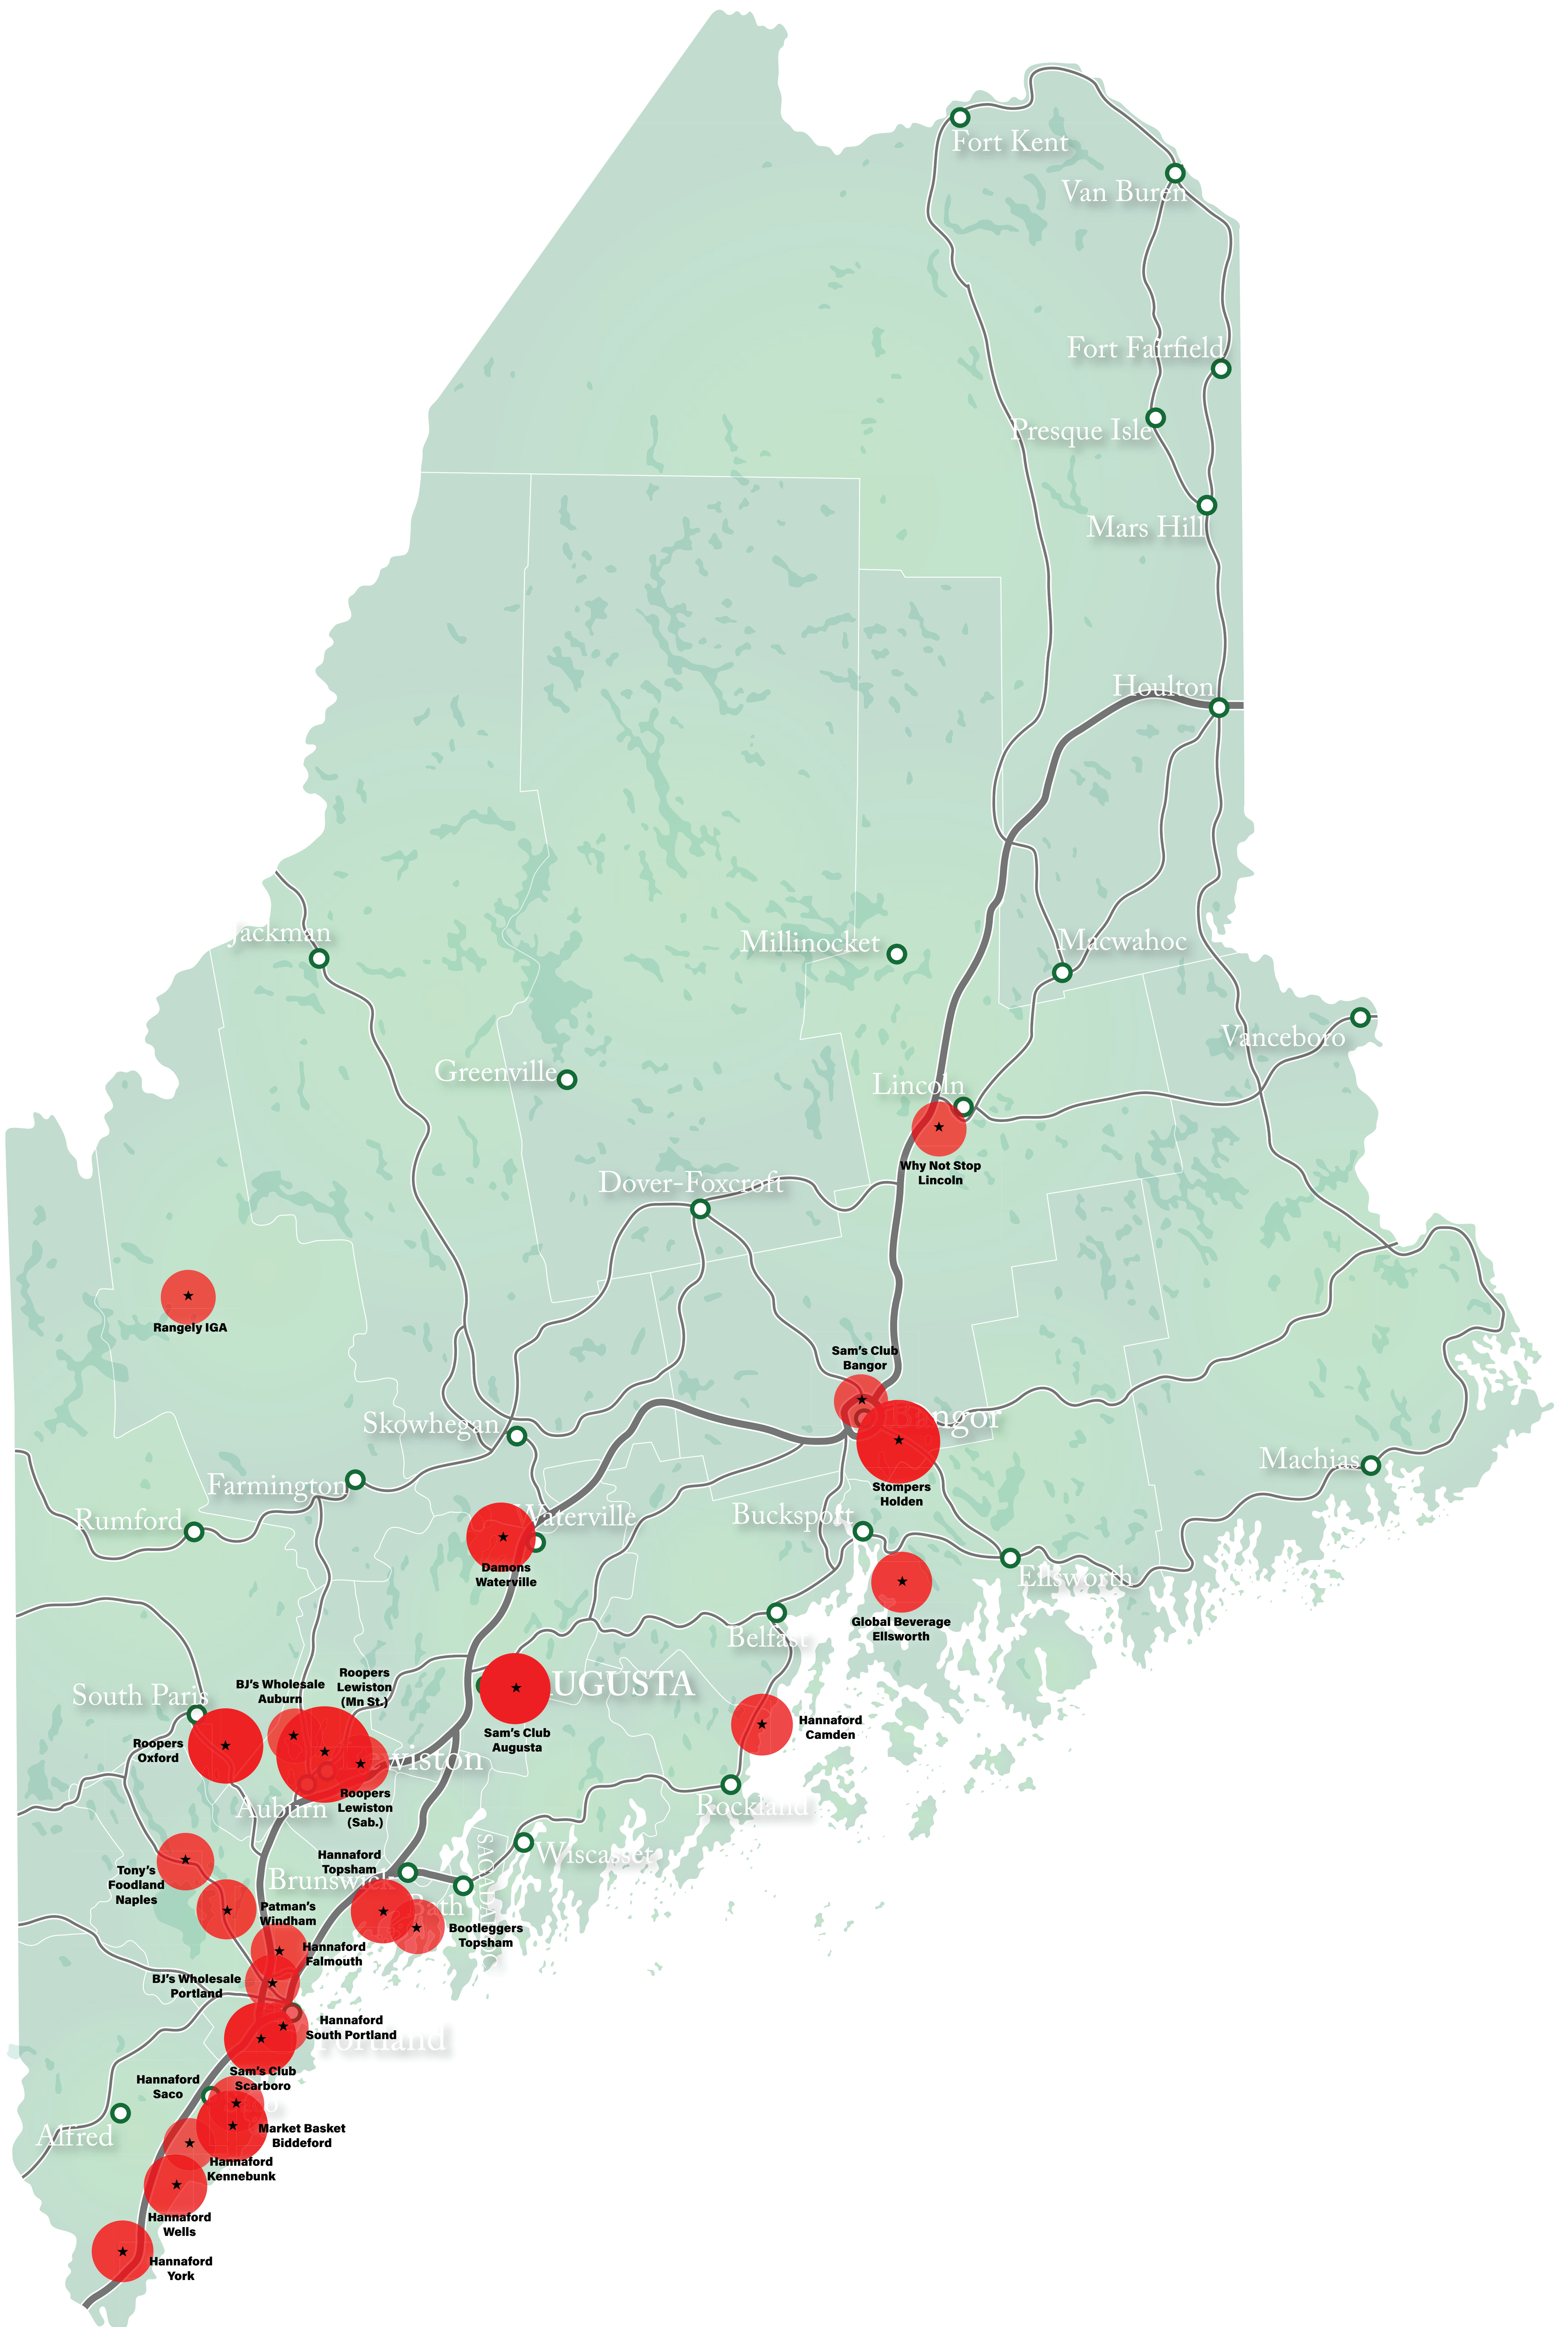 Fort Kent
Van Buren
Fort Fairfield
Presque Isle
Mars Hill
Houlton
Jackman
Millinocket
Macwahoc
Vanceboro
Greenville
Lincoln
Why Not Stop
Lincoln
Dover-Foxcroft
Rangely IGA
Sam's Club
Bangor
Bangor
Skowhegan
Machias
Farmington
Stompers
Holden
Rumford
Waterville
Bucksport
Damons
Waterville
Ellsworth
Global Beverage
Ellsworth
Belfast
Roopers
Lewiston
(Mn St.)
BJ's Wholesale
Auburn
AUGUSTA
South Paris
Hannaford
Camden
Sam's Club
Augusta
Roopers
Oxford
Lewiston
Roopers
Lewiston
(Sab.)
Auburn
Rockland
Wiscasset
Hannaford
Topsham
Tony's
Foodland
Naples
Brunswick
Bath
SAGADAHOC
Patman's
Windham
Bootleggers
Topsham
Hannaford
Falmouth
BJ's Wholesale
Portland
Hannaford
South Portland
Portland
Sam's Club
Scarboro
Hannaford
Saco
Market Basket
Biddeford
Alfred
Hannaford
Kennebunk
Hannaford
Wells
Hannaford
York